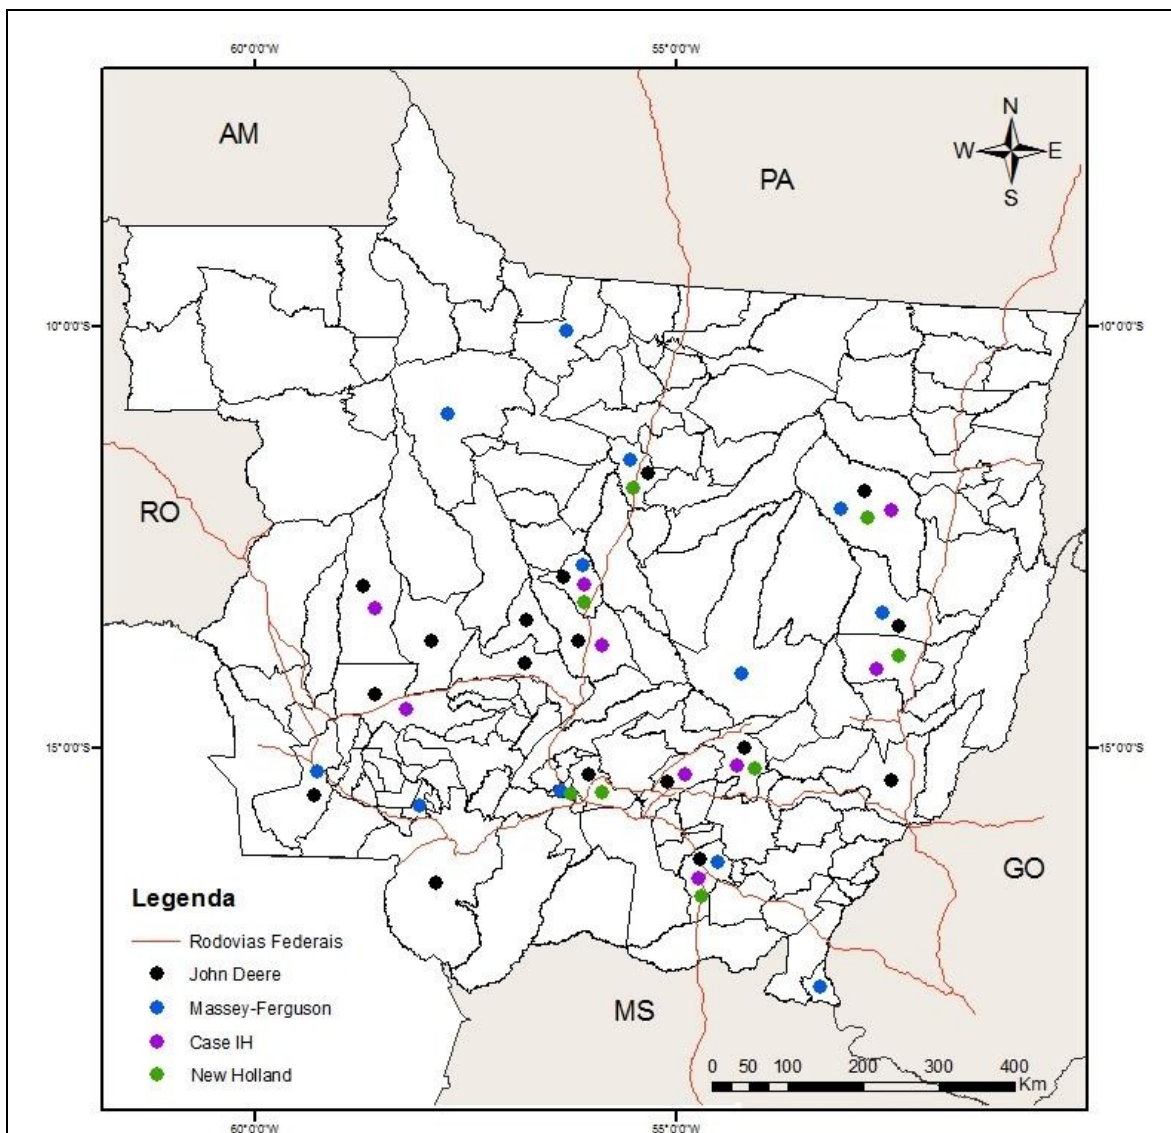 60°0'0"W 55°0'0"W
AM
PA
N
W E
S
10°0'0"S 10°0'0"S
RO
15°0'0"S 15°0'0"S
GO
Legenda
Rodovias Federais
John Deere
Massey-Ferguson
MS
Case IH
New Holland
0 50 100 200 300 400
Km
60°0'0"W 55°0'0"W